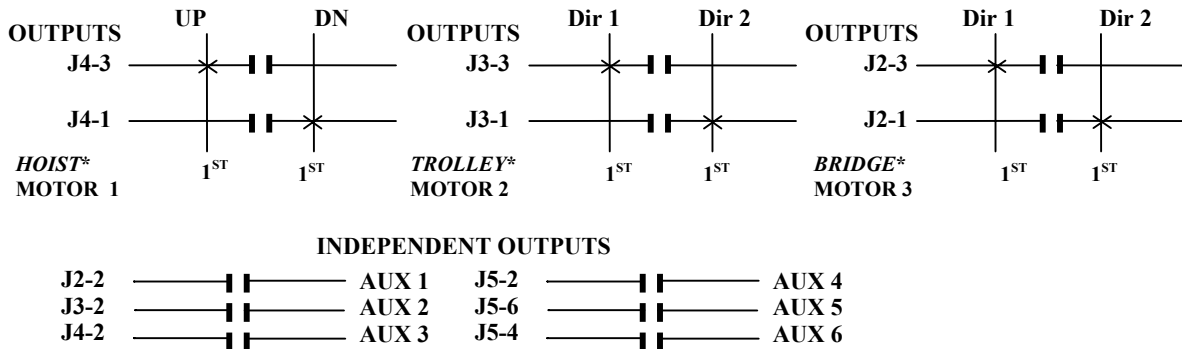 UP DN Dir 1 Dir 2 Dir 1 Dir 2
OUTPUTS OUTPUTS OUTPUTS
J4-3 J3-3 J2-3
J4-1 J3-1 J2-1
HOIST* 1ST 1ST TROLLEY* 1ST 1ST BRIDGE* 1ST 1ST
MOTOR 1 MOTOR 2 MOTOR 3
INDEPENDENT OUTPUTS
J2-2 AUX 1 J5-2 AUX 4
J3-2 AUX 2 J5-6 AUX 5
J4-2 AUX 3 J5-4 AUX 6